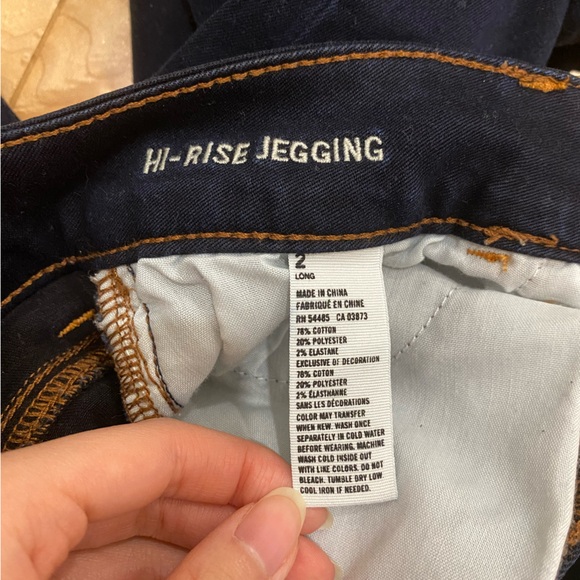 HI-RISE JEGGING
2
LONG
MADE IN CHINA
FABRIQUÉ EN CHINE
RN 54485 CA 03873
78% COTTON
20% POLYESTER
2% ELASTANE
EXCLUSIVE OF DECORATION
78% COTON
20% POLYESTER
2% ÉLASTHANNE
SANS LES DÉCORATIONS
COLOR MAY TRANSFER
WHEN NEW. WASH ONCE
SEPARATELY IN COLD WATER
BEFORE WEARING. MACHINE
WASH COLD INSIDE OUT
WITH LIKE COLORS. DO NOT
BLEACH. TUMBLE DRY LOW
COOL IRON IF NEEDED.